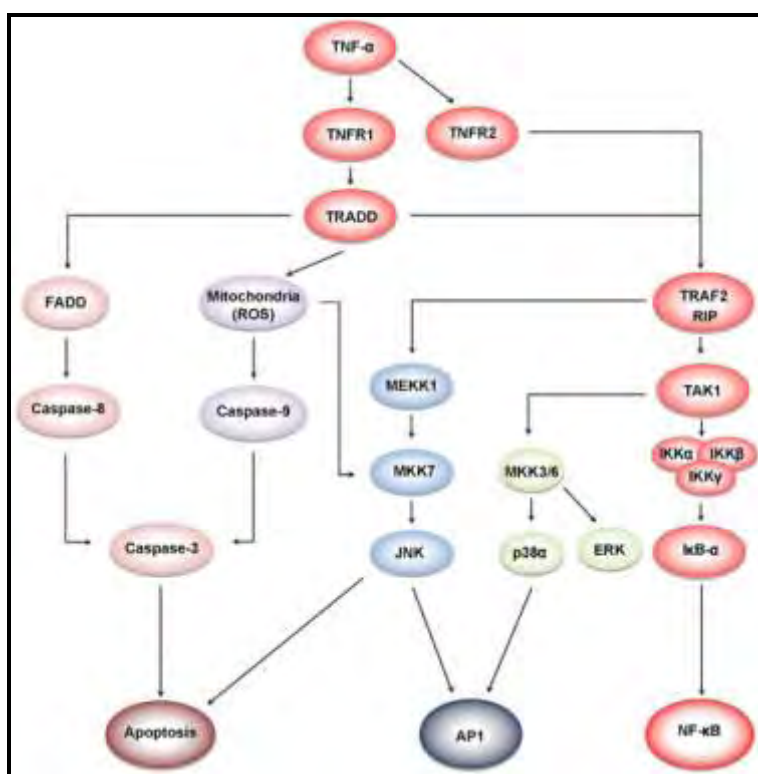 TNF-α
TNFR1
TNFR2
TRADD
FADD
Mitochondria
(ROS)
TRAF2
RIP
MEKK1
TAK1
Caspase-8
Caspase-9
IKKα
IKKβ
IKKγ
MKK7
MKK3/6
Caspase-3
JNK
p38α
ERK
IκB-α
Apoptosis
AP1
NF-κB